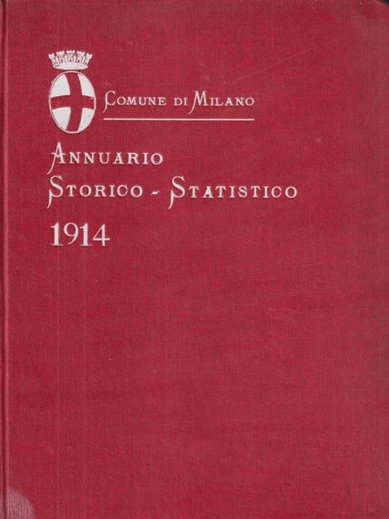 Comune di Milano
Annuario
Storico - Statistico
1914